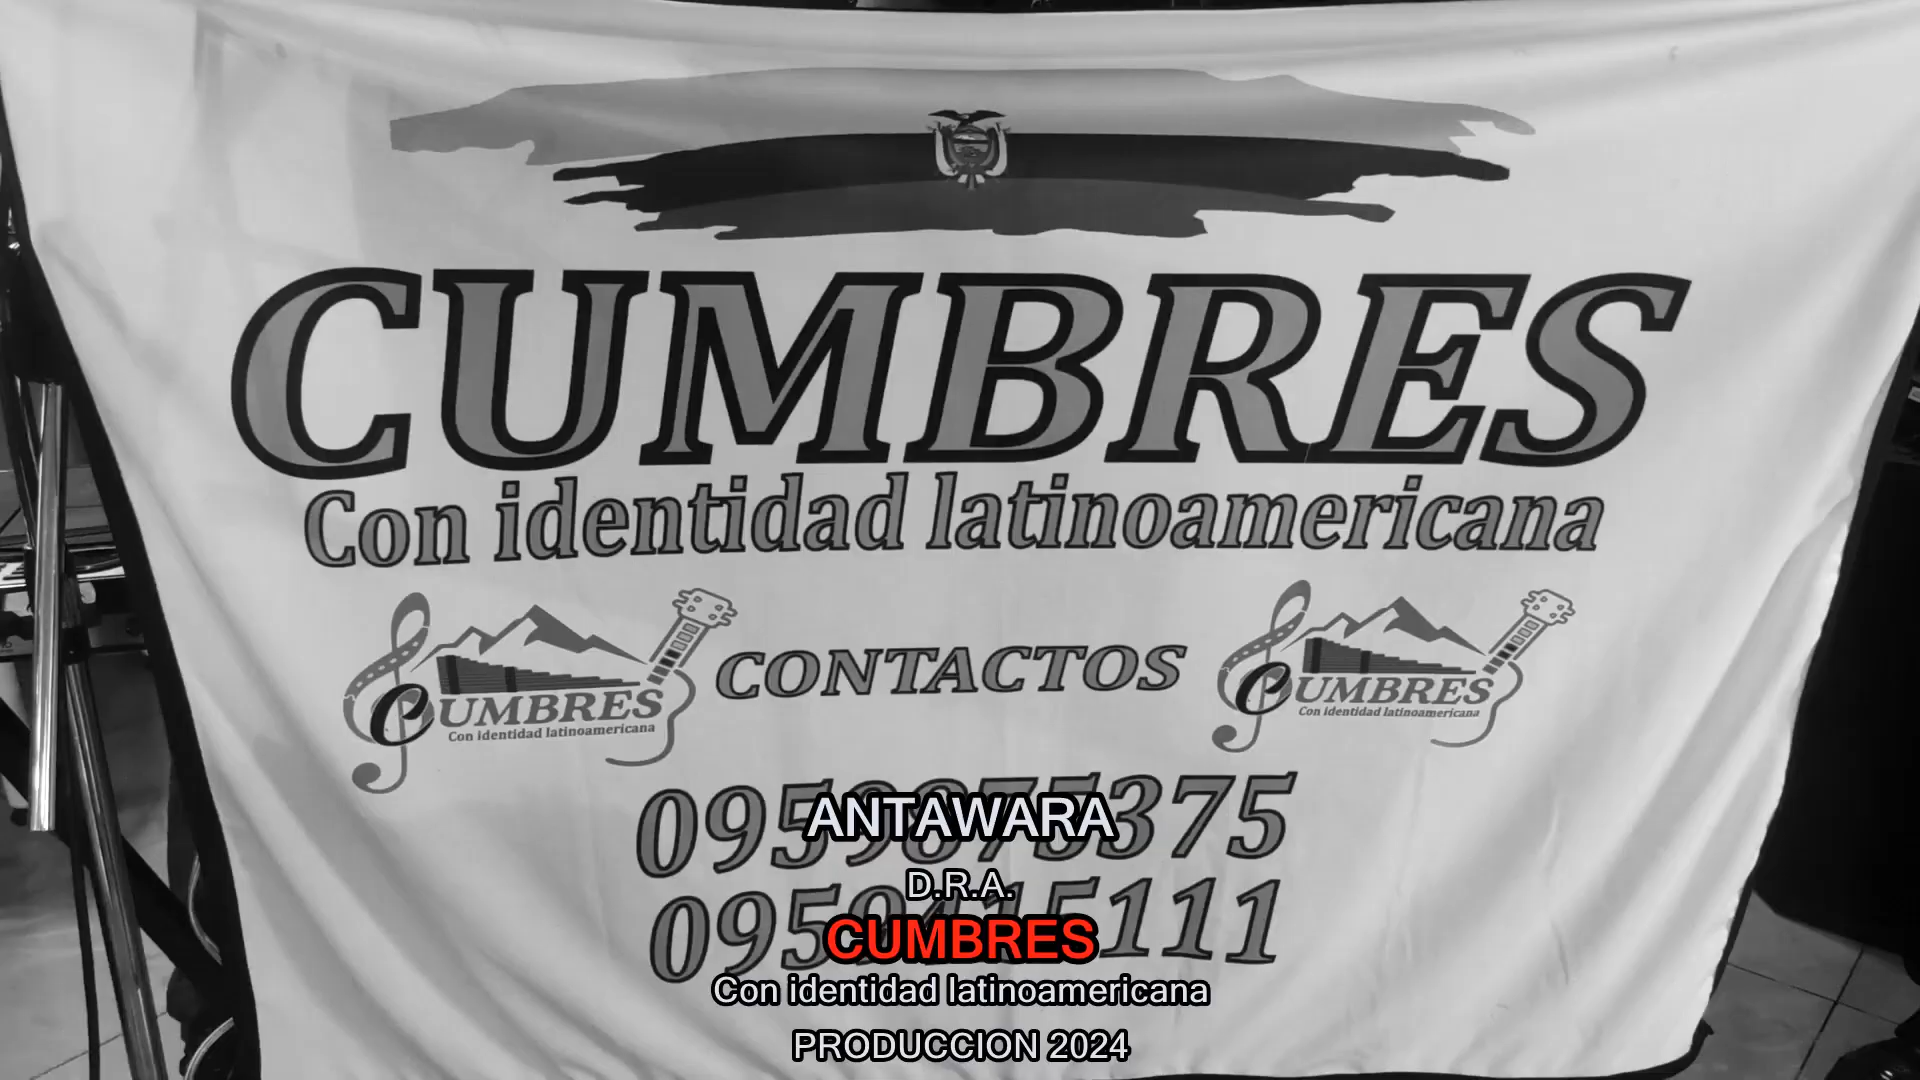 CUMBRES
Con identidad latinoamericana
CUMBRES
Con identidad latinoamericana
CONTACTOS
CUMBRES
Con identidad latinoamericana
0959875375
ANTAWARA
D.R.A.
CUMBRES
Con identidad latinoamericana
PRODUCCION 2024